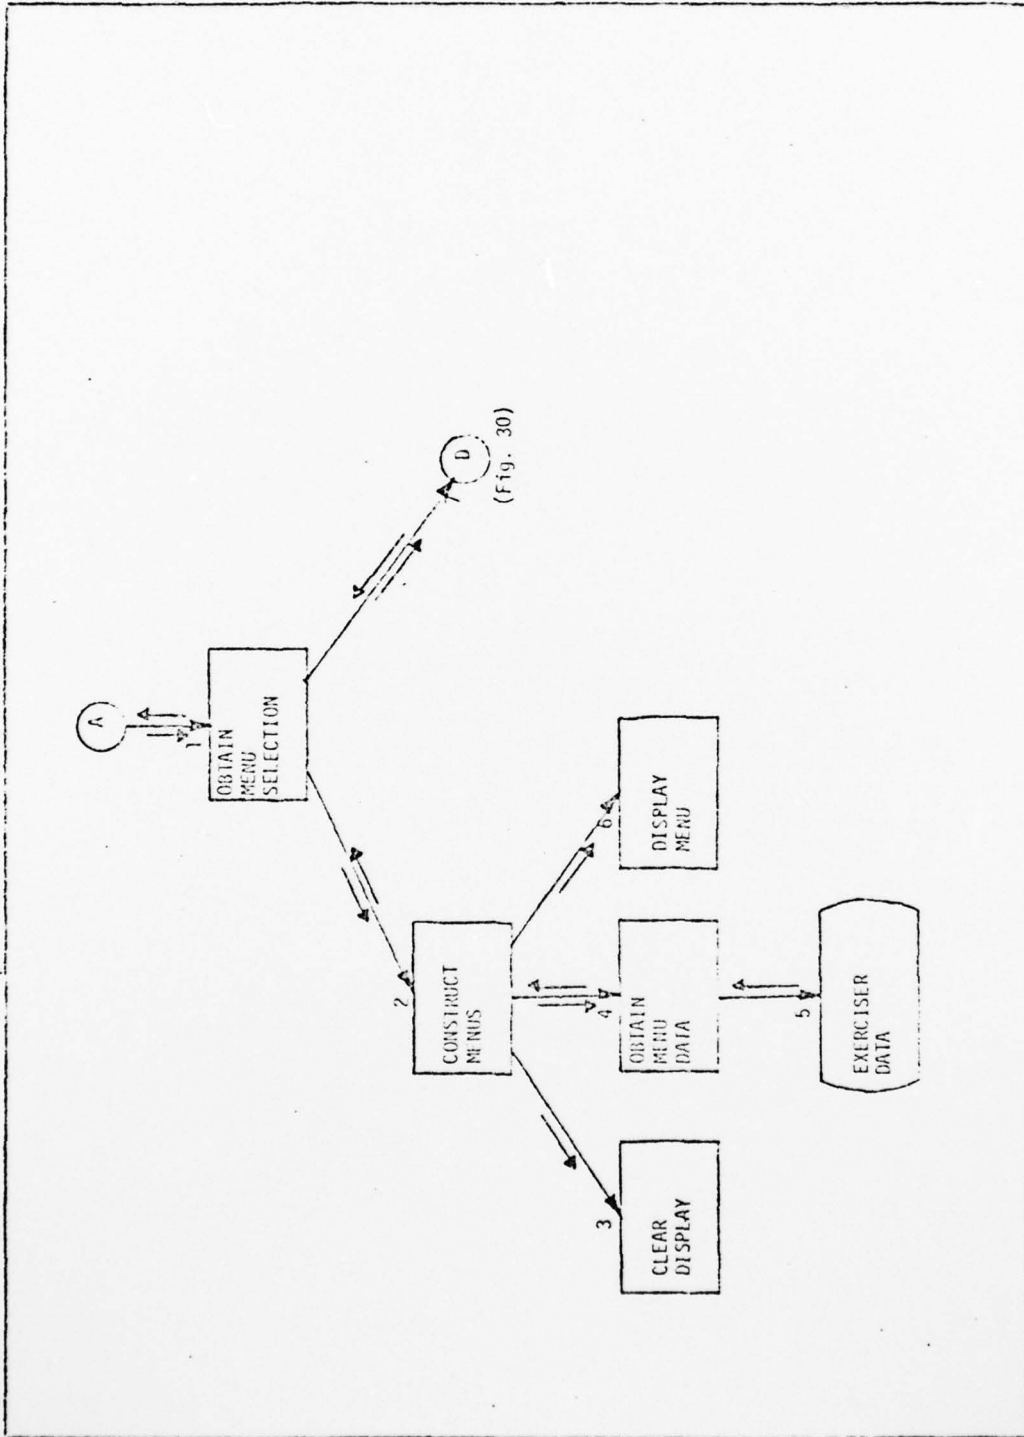 A
1
OBTAIN
MENU
SELECTION
2
CONSTRUCT
MENUS
7
D
(Fig. 30)
3
CLEAR
DISPLAY
4
OBTAIN
MENU
DATA
6
DISPLAY
MENU
5
EXERCISER
DATA